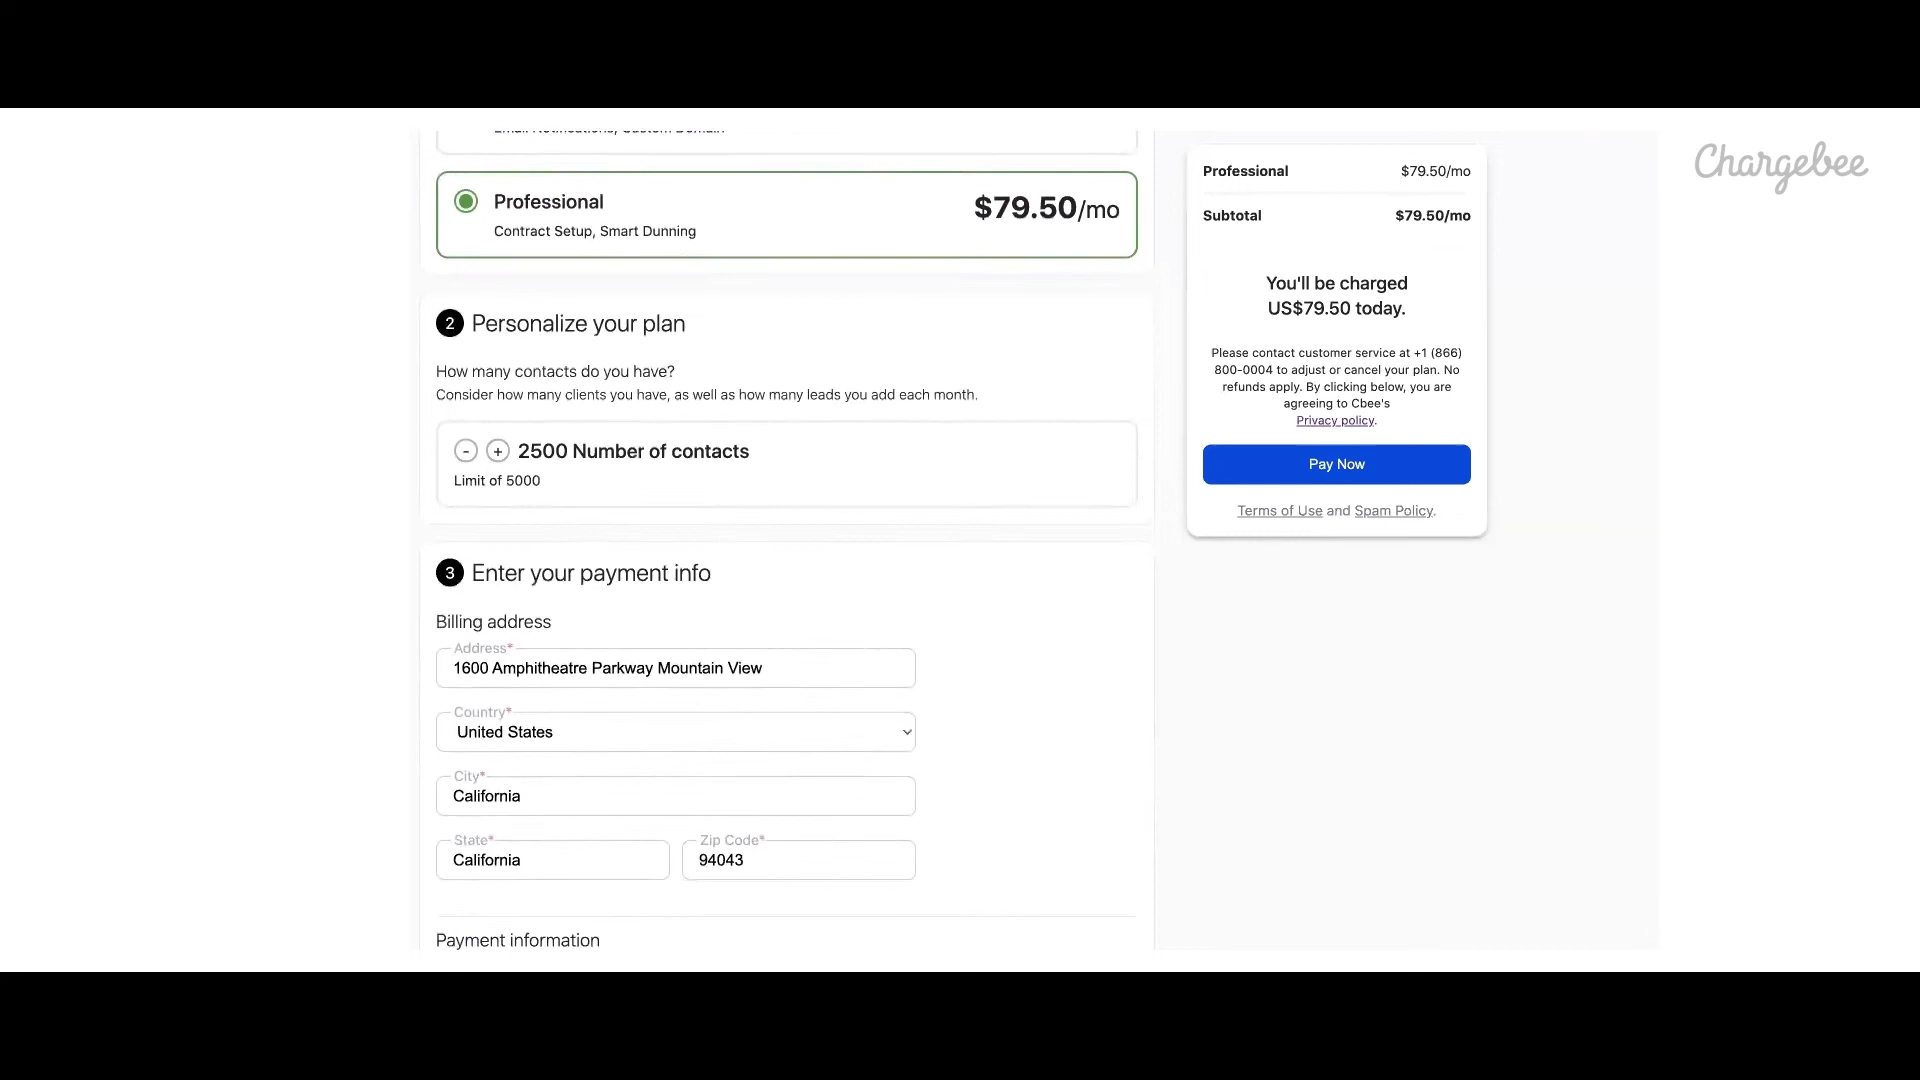 Email Notifications, Custom Domain
Professional
$79.50/mo
Contract Setup, Smart Dunning
2 Personalize your plan
How many contacts do you have?
Consider how many clients you have, as well as how many leads you add each month.
- + 2500 Number of contacts
Limit of 5000
3 Enter your payment info
Billing address
Address*
1600 Amphitheatre Parkway Mountain View
Country*
United States
City*
California
State*
California
Zip Code*
94043
Payment information
Professional $79.50/mo
Subtotal $79.50/mo
You'll be charged
US$79.50 today.
Please contact customer service at +1 (866)
800-0004 to adjust or cancel your plan. No
refunds apply. By clicking below, you are
agreeing to Cbee's
Privacy policy.
Pay Now
Terms of Use and Spam Policy.
Chargebee